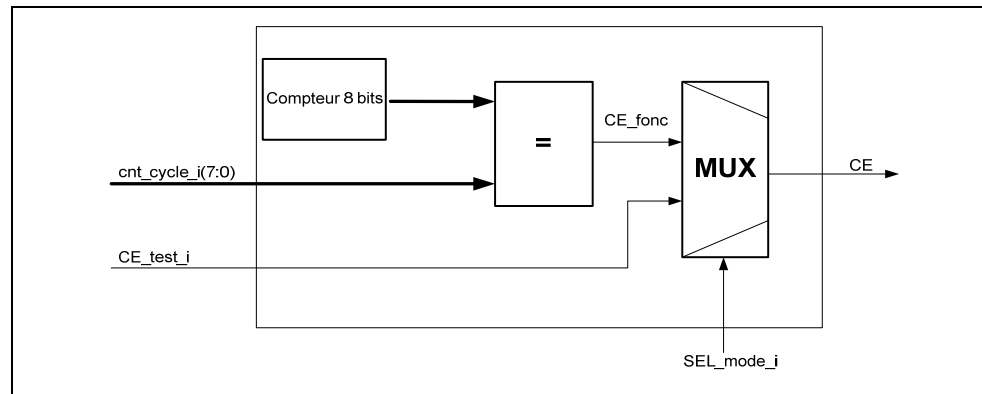 Compteur 8 bits
=
CE_fonc
MUX
CE
cnt_cycle_i(7:0)
CE_test_i
SEL_mode_i